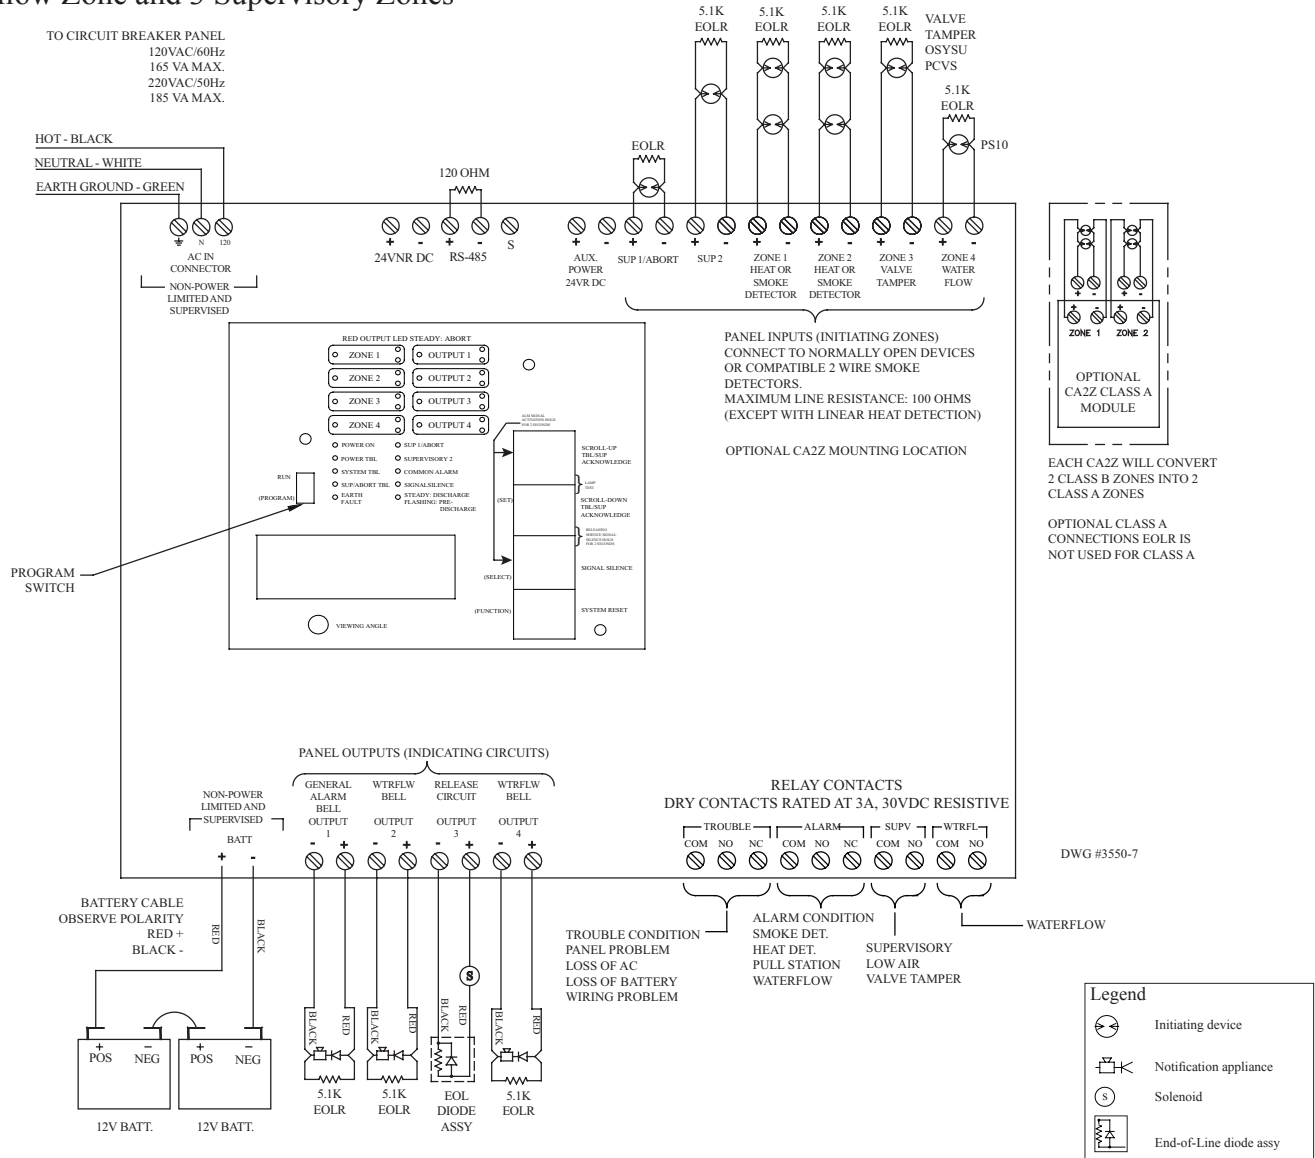 low Zone and 3 Supervisory Zones
TO CIRCUIT BREAKER PANEL
120VAC/60Hz
165 VA MAX.
220VAC/50Hz
185 VA MAX.
HOT - BLACK
NEUTRAL - WHITE
EARTH GROUND - GREEN
120 OHM
EOLR
5.1K
EOLR
5.1K
EOLR
5.1K
EOLR
5.1K
EOLR
VALVE
TAMPER
OSYSU
PCVS
5.1K
EOLR
PS10
N 120
AC IN
CONNECTOR
NON-POWER
LIMITED AND
SUPERVISED
+ -
24VNR DC
+ -
RS-485
S
+ -
AUX.
POWER
24VR DC
+ -
SUP 1/ABORT
+ -
SUP 2
+ -
ZONE 1
HEAT OR
SMOKE
DETECTOR
+ -
ZONE 2
HEAT OR
SMOKE
DETECTOR
+ -
ZONE 3
VALVE
TAMPER
+ -
ZONE 4
WATER
FLOW
PANEL INPUTS (INITIATING ZONES)
CONNECT TO NORMALLY OPEN DEVICES
OR COMPATIBLE 2 WIRE SMOKE
DETECTORS.
MAXIMUM LINE RESISTANCE: 100 OHMS
(EXCEPT WITH LINEAR HEAT DETECTION)
OPTIONAL CA2Z MOUNTING LOCATION
+ - + -
+ - + -
ZONE 1 ZONE 2
OPTIONAL
CA2Z CLASS A
MODULE
EACH CA2Z WILL CONVERT
2 CLASS B ZONES INTO 2
CLASS A ZONES
OPTIONAL CLASS A
CONNECTIONS EOLR IS
NOT USED FOR CLASS A
RED OUTPUT LED STEADY: ABORT
ZONE 1 OUTPUT 1
ZONE 2 OUTPUT 2
ZONE 3 OUTPUT 3
ZONE 4 OUTPUT 4
POWER ON SUP 1/ABORT
POWER TBL SUPERVISORY 2
SYSTEM TBL COMMON ALARM
SUP/ABORT TBL SIGNALSILENCE
EARTH
FAULT
STEADY: DISCHARGE
FLASHING: PRE-
DISCHARGE
RUN
(PROGRAM)
PROGRAM
SWITCH
VIEWING ANGLE
ALM SIGNAL
ACTIVATION HOLD
FOR 2 SECONDS
(SET)
(SELECT)
(FUNCTION)
SCROLL-UP
TBL/SUP
ACKNOWLEDGE
LAMP
TEST
SCROLL-DOWN
TBL/SUP
ACKNOWLEDGE
SIGNAL SILENCE
SYSTEM RESET
PANEL OUTPUTS (INDICATING CIRCUITS)
NON-POWER
LIMITED AND
SUPERVISED
BATT
+ -
GENERAL
ALARM
BELL
OUTPUT
1
- +
WTRFLW
BELL
OUTPUT
2
- +
RELEASE
CIRCUIT
OUTPUT
3
- +
WTRFLW
BELL
OUTPUT
4
- +
RELAY CONTACTS
DRY CONTACTS RATED AT 3A, 30VDC RESISTIVE
TROUBLE ALARM SUPV WTRFL
COM NO NC COM NO NC COM NO COM NO
DWG #3550-7
BATTERY CABLE
OBSERVE POLARITY
RED +
BLACK -
RED
BLACK
+ - + -
POS NEG POS NEG
12V BATT. 12V BATT.
BLACK
RED
5.1K
EOLR
BLACK
RED
5.1K
EOLR
S
BLACK
RED
EOL
DIODE
ASSY
BLACK
RED
5.1K
EOLR
TROUBLE CONDITION
PANEL PROBLEM
LOSS OF AC
LOSS OF BATTERY
WIRING PROBLEM
ALARM CONDITION
SMOKE DET.
HEAT DET.
PULL STATION
WATERFLOW
SUPERVISORY
LOW AIR
VALVE TAMPER
WATERFLOW
Legend
Initiating device
Notification appliance
S Solenoid
End-of-Line diode assy